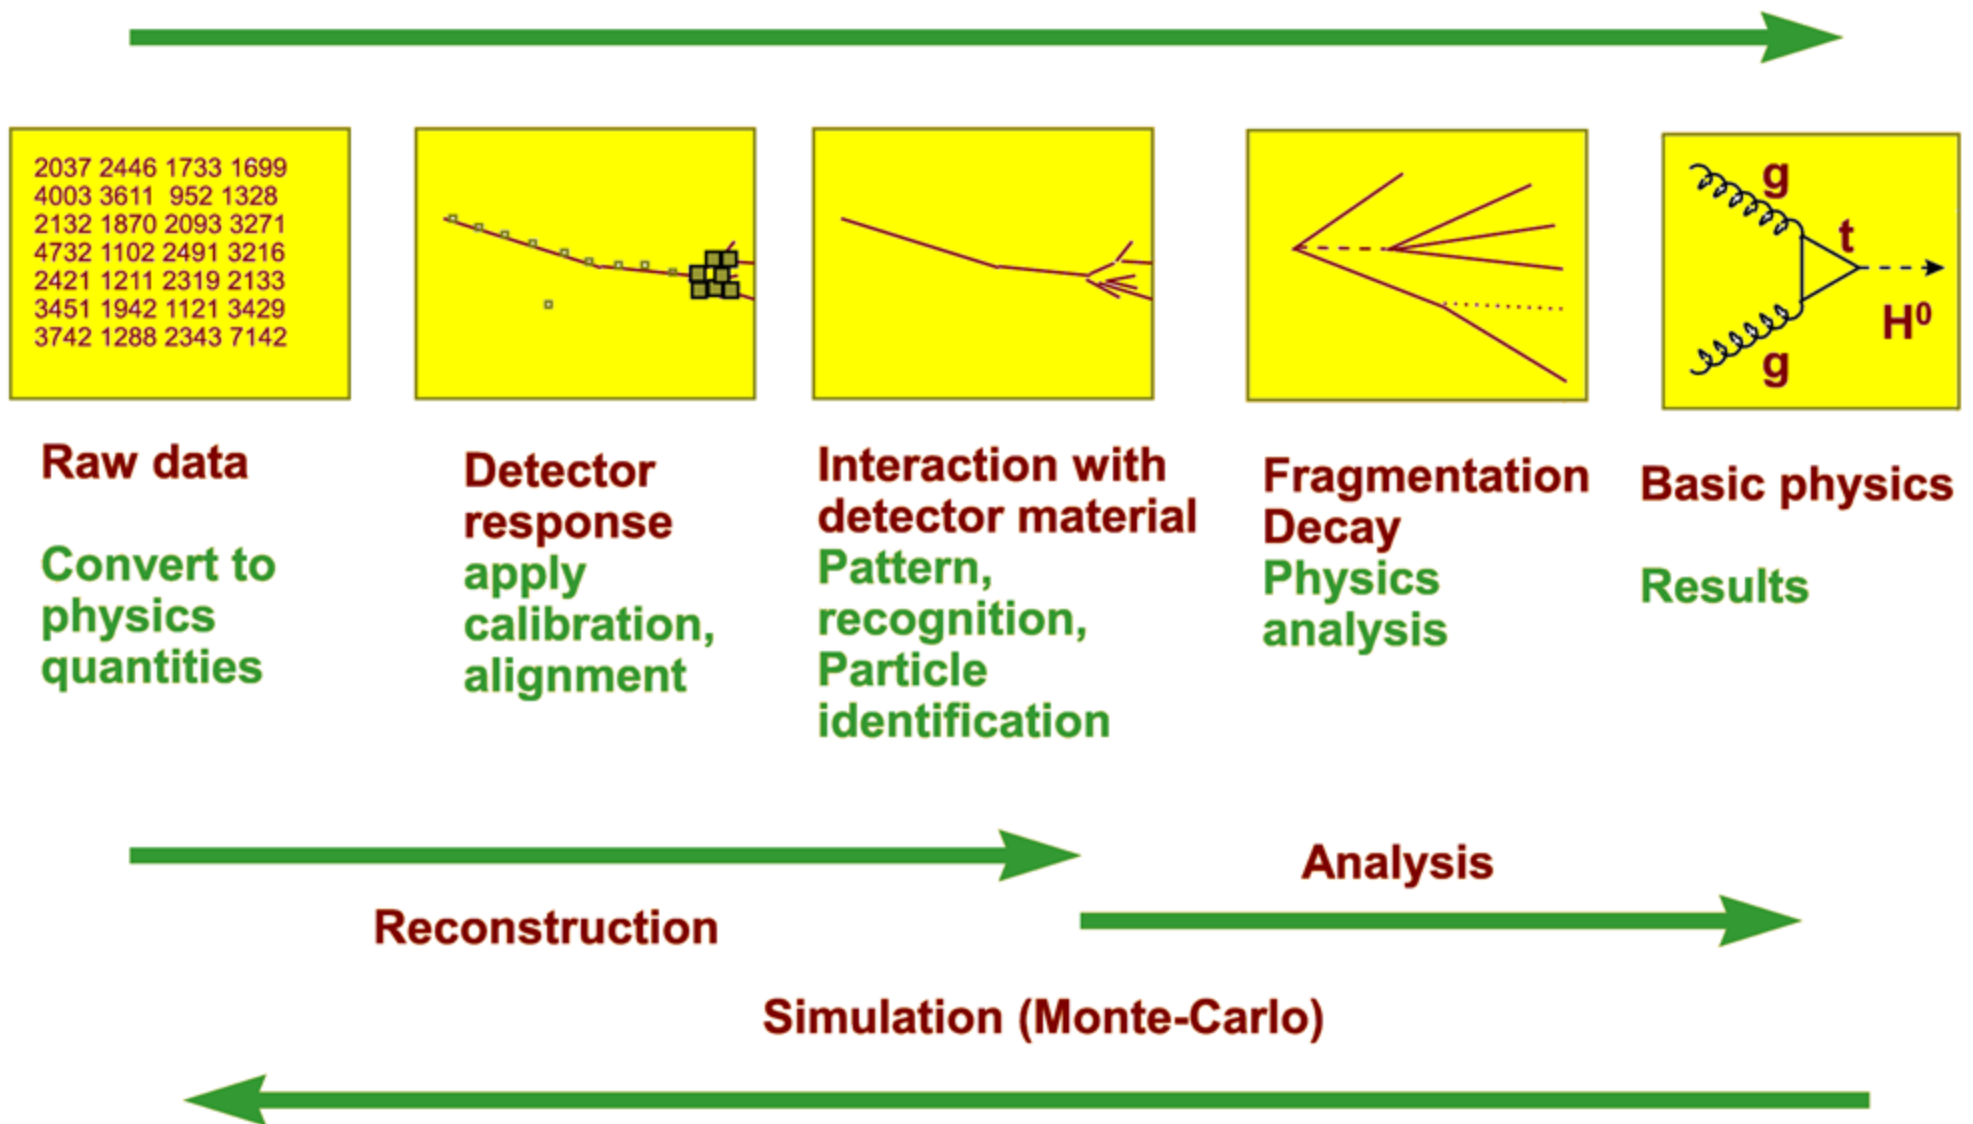 2037 2446 1733 1699
4003 3611 952 1328
2132 1870 2093 3271
4732 1102 2491 3216
2421 1211 2319 2133
3451 1942 1121 3429
3742 1288 2343 7142
g
t
H⁰
g
Raw data
Convert to
physics
quantities
Detector
response
apply
calibration,
alignment
Interaction with
detector material
Pattern,
recognition,
Particle
identification
Fragmentation
Decay
Physics
analysis
Basic physics
Results
Reconstruction
Analysis
Simulation (Monte-Carlo)